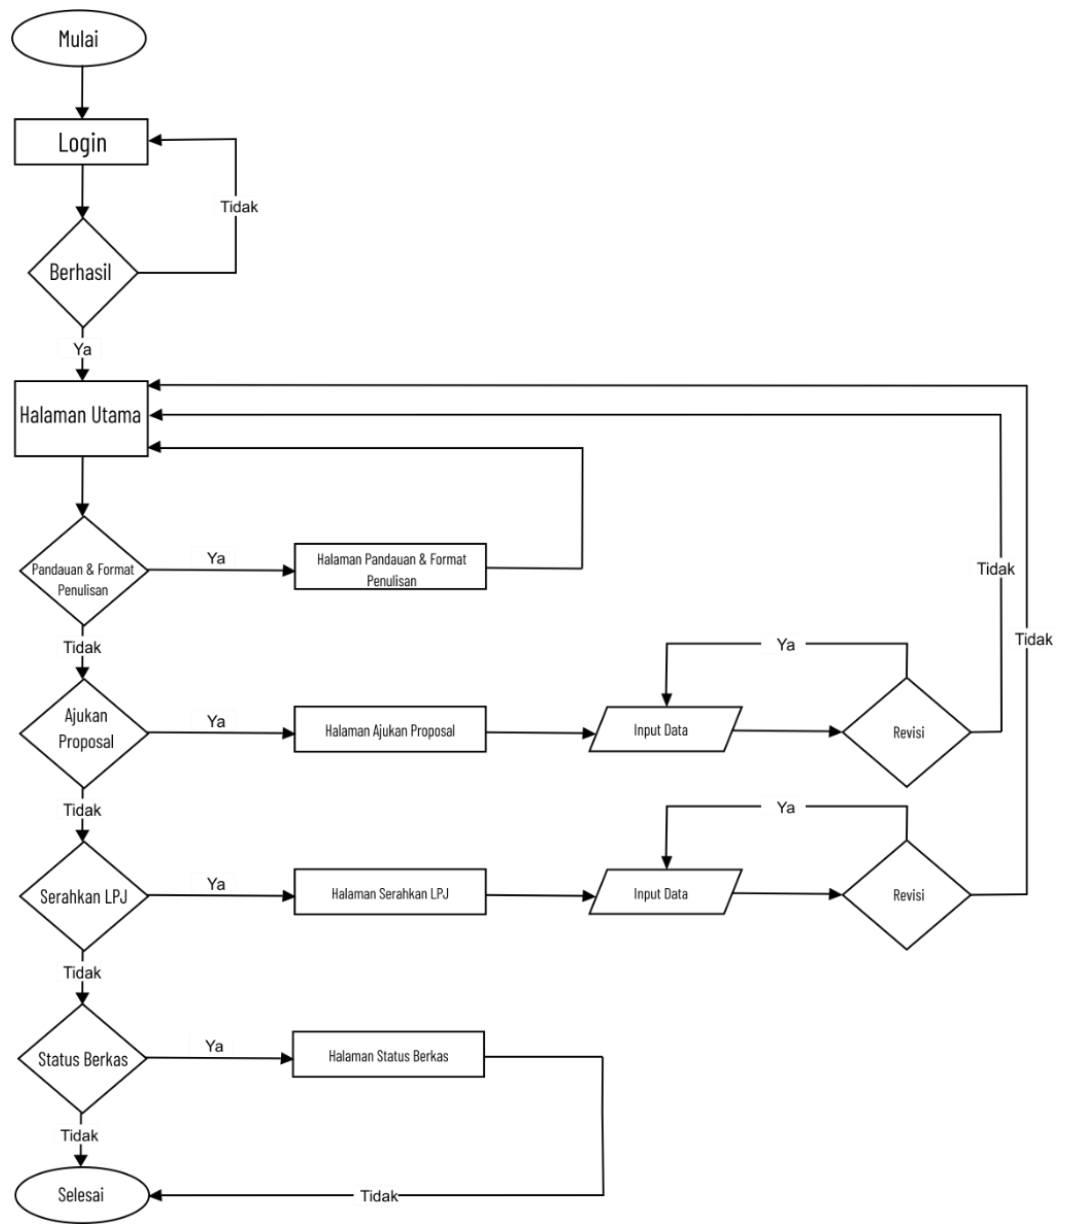 Mulai
Login
Tidak
Berhasil
Ya
Halaman Utama
Pandauan & Format
Penulisan
Ya
Halaman Pandauan & Format
Penulisan
Tidak
Tidak
Tidak
Ajukan
Proposal
Ya
Halaman Ajukan Proposal
Input Data
Ya
Revisi
Tidak
Serahkan LPJ
Ya
Halaman Serahkan LPJ
Input Data
Ya
Revisi
Tidak
Status Berkas
Ya
Halaman Status Berkas
Tidak
Selesai
Tidak